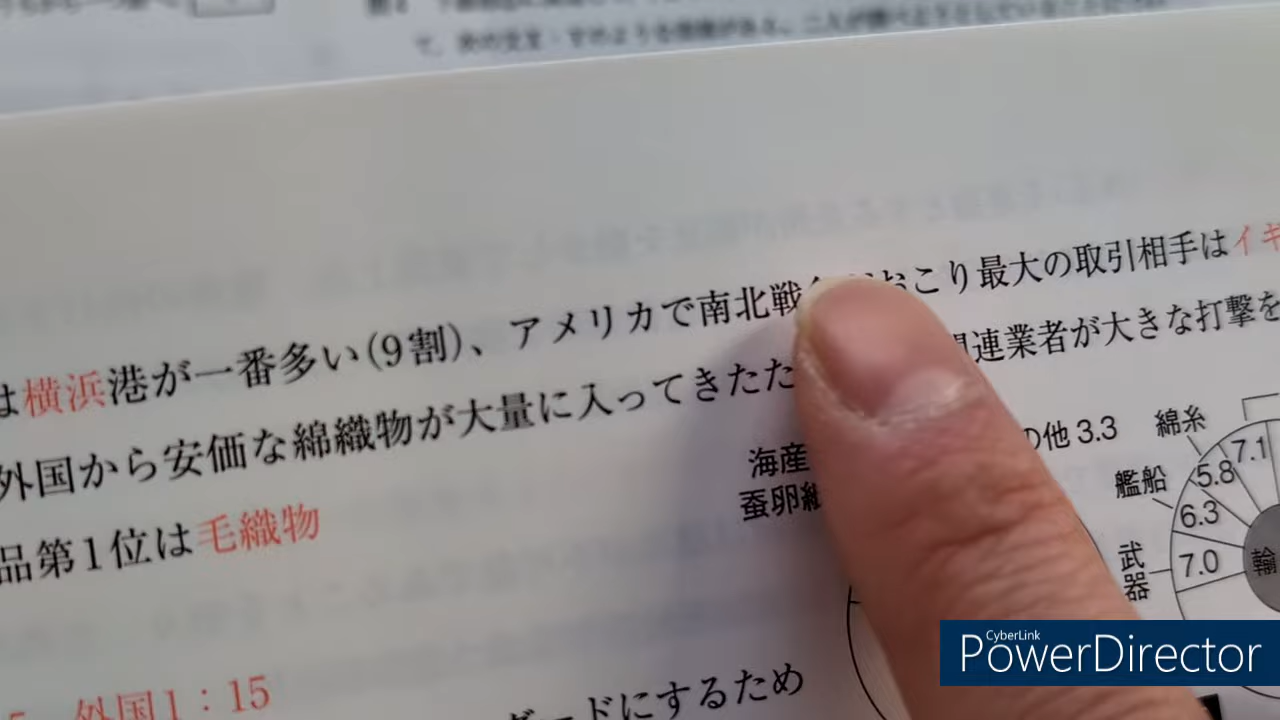 は横浜港が一番多い(9割)、アメリカで南北戦 おこり最大の取引相手はイギ
外国から安価な綿織物が大量に入ってきたた 連業者が大きな打撃を
品第1位は毛織物
海産
蚕卵紙
の他 3.3
綿糸
7.1
艦船
5.8
6.3
武器
7.0
輸
外国1:15
ードにするため
CyberLink
PowerDirector